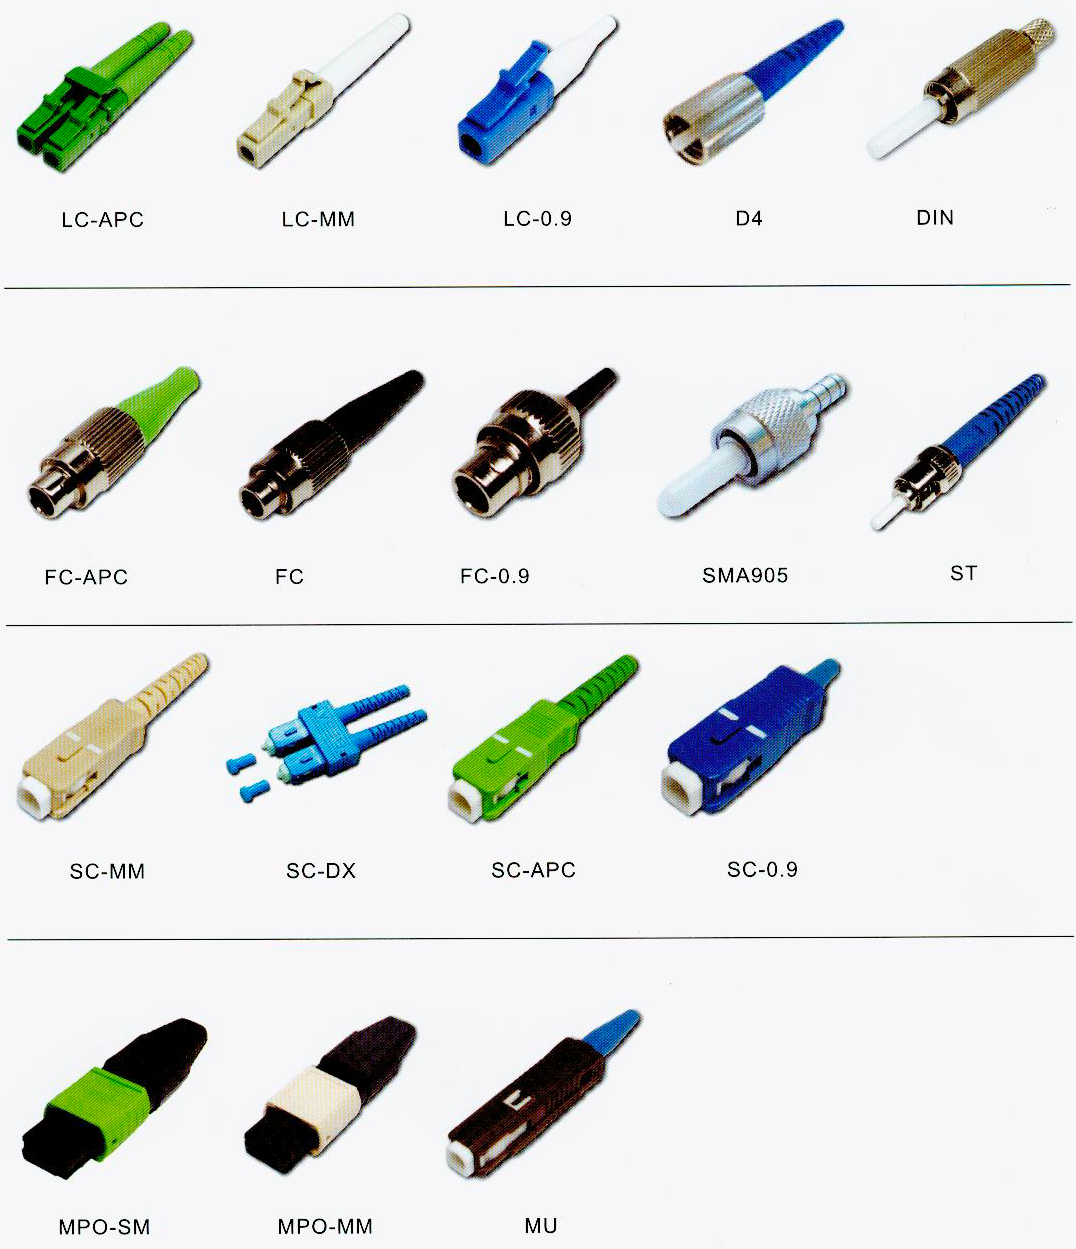 LC-APC LC-MM LC-0.9 D4 DIN
FC-APC FC FC-0.9 SMA905 ST
SC-MM SC-DX SC-APC SC-0.9
MPO-SM MPO-MM MU